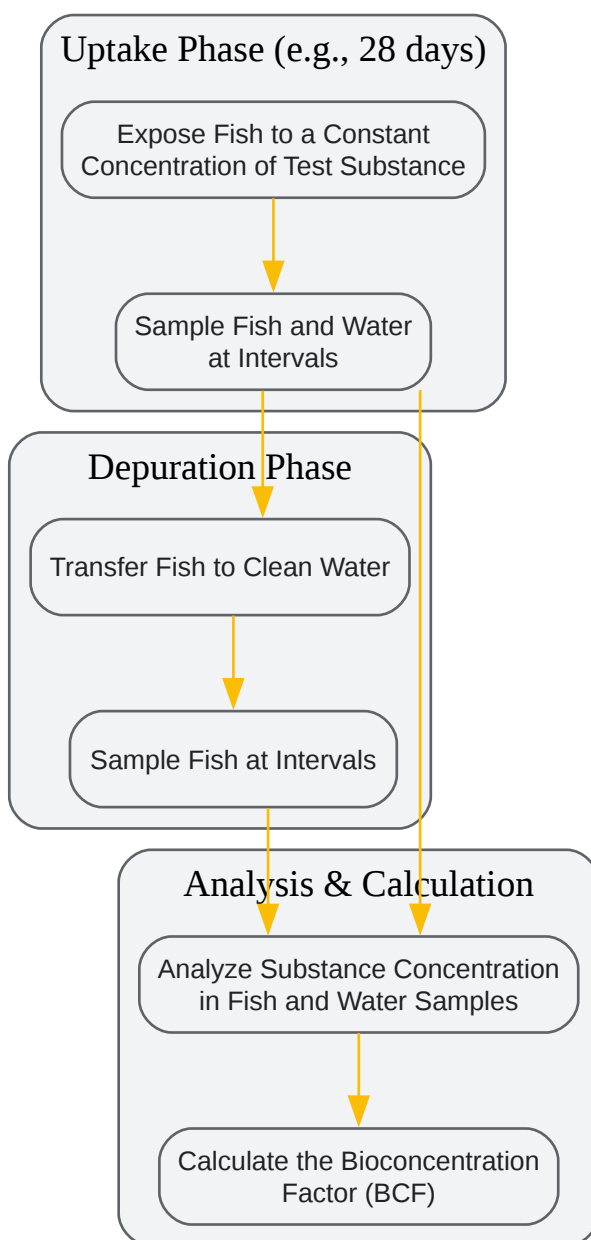 Uptake Phase (e.g., 28 days)
Expose Fish to a Constant
Concentration of Test Substance
Sample Fish and Water
at Intervals
Depuration Phase
Transfer Fish to Clean Water
Sample Fish at Intervals
Analysis & Calculation
Analyze Substance Concentration
in Fish and Water Samples
Calculate the Bioconcentration
Factor (BCF)